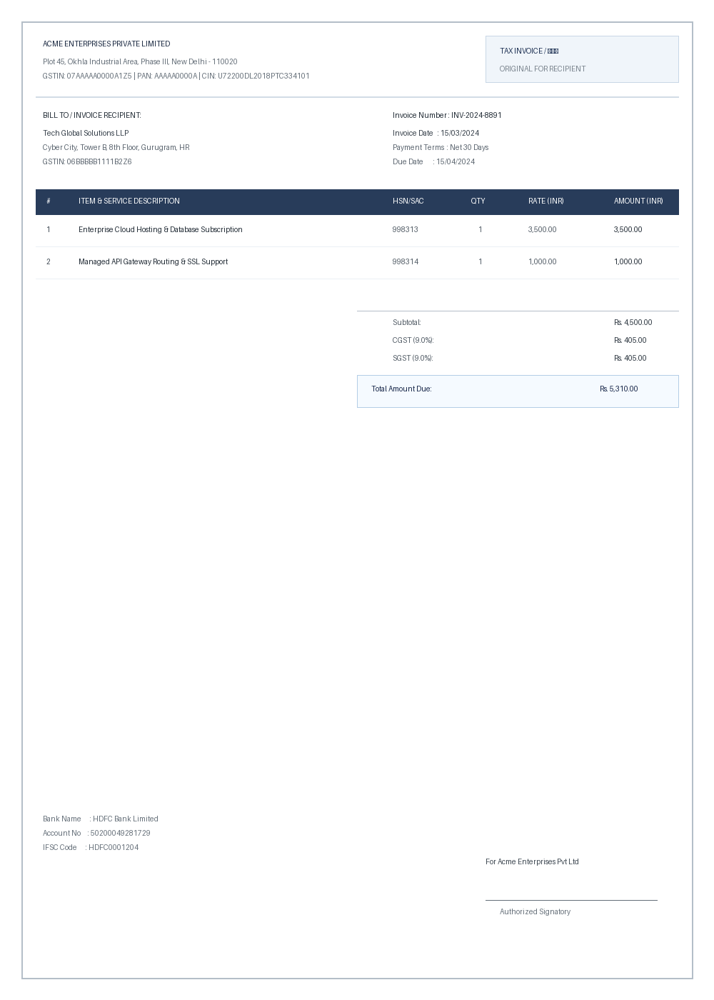 ACME ENTERPRISES PRIVATE LIMITED
Plot 45, Okhla Industrial Area, Phase III, New Delhi - 110020
GSTIN: 07AAAAA0000A1Z5 | PAN: AAAAA0000A | CIN: U72200DL2018PTC334101
TAX INVOICE /
ORIGINAL FOR RECIPIENT
BILL TO / INVOICE RECIPIENT:
Tech Global Solutions LLP
Cyber City, Tower B, 8th Floor, Gurugram, HR
GSTIN: 06BBBBB1111B2Z6
Invoice Number : INV-2024-8891
Invoice Date : 15/03/2024
Payment Terms : Net 30 Days
Due Date : 15/04/2024
# ITEM & SERVICE DESCRIPTION HSN/SAC QTY RATE (INR) AMOUNT (INR)
1 Enterprise Cloud Hosting & Database Subscription 998313 1 3,500.00 3,500.00
2 Managed API Gateway Routing & SSL Support 998314 1 1,000.00 1,000.00
Subtotal: Rs. 4,500.00
CGST (9.0%): Rs. 405.00
SGST (9.0%): Rs. 405.00
Total Amount Due: Rs. 5,310.00
Bank Name : HDFC Bank Limited
Account No : 50200049281729
IFSC Code : HDFC0001204
For Acme Enterprises Pvt Ltd
Authorized Signatory